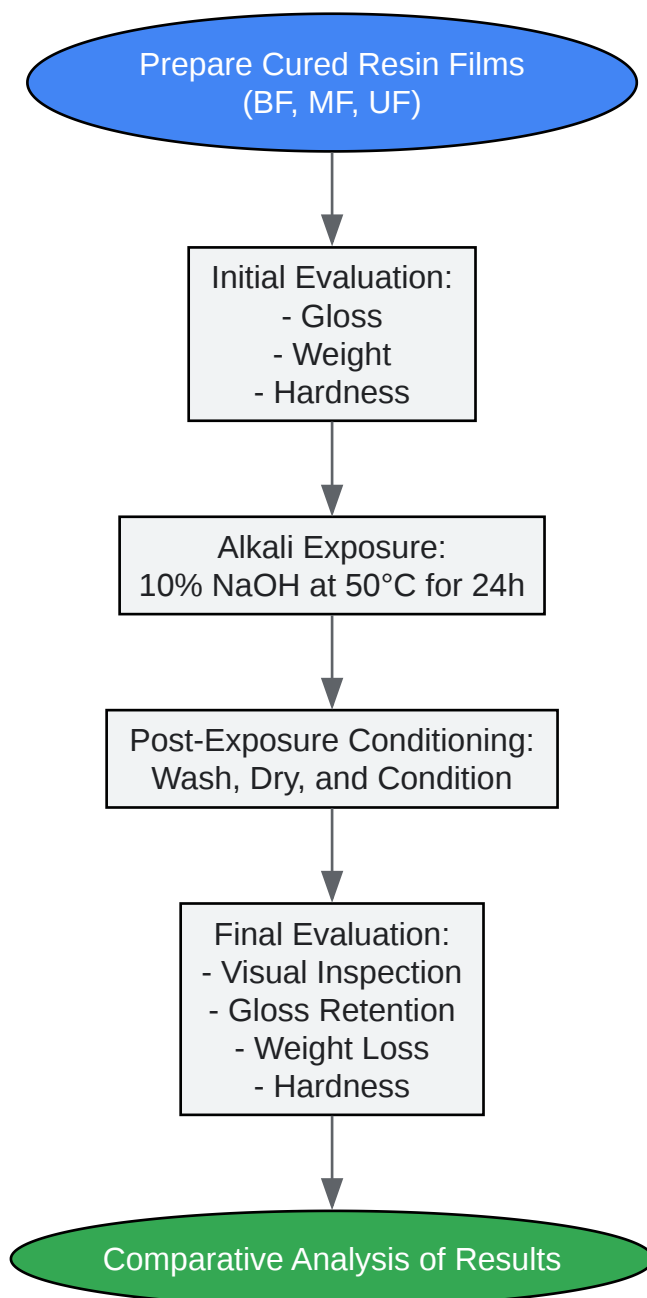 Prepare Cured Resin Films
(BF, MF, UF)
Initial Evaluation:
- Gloss
- Weight
- Hardness
Alkali Exposure:
10% NaOH at 50°C for 24h
Post-Exposure Conditioning:
Wash, Dry, and Condition
Final Evaluation:
- Visual Inspection
- Gloss Retention
- Weight Loss
- Hardness
Comparative Analysis of Results